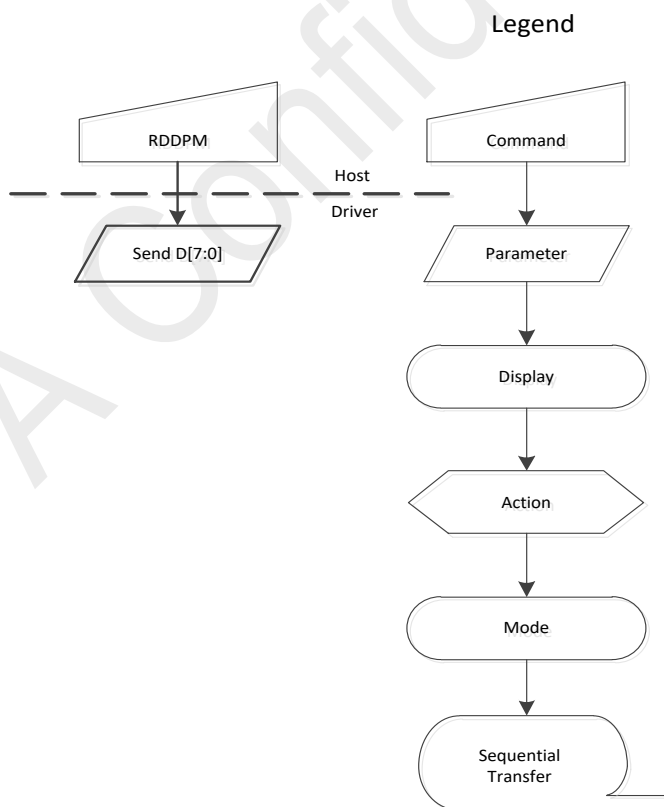 Legend
RDDPM
Command
Host
Driver
Send D[7:0]
Parameter
Display
Action
Mode
Sequential
Transfer